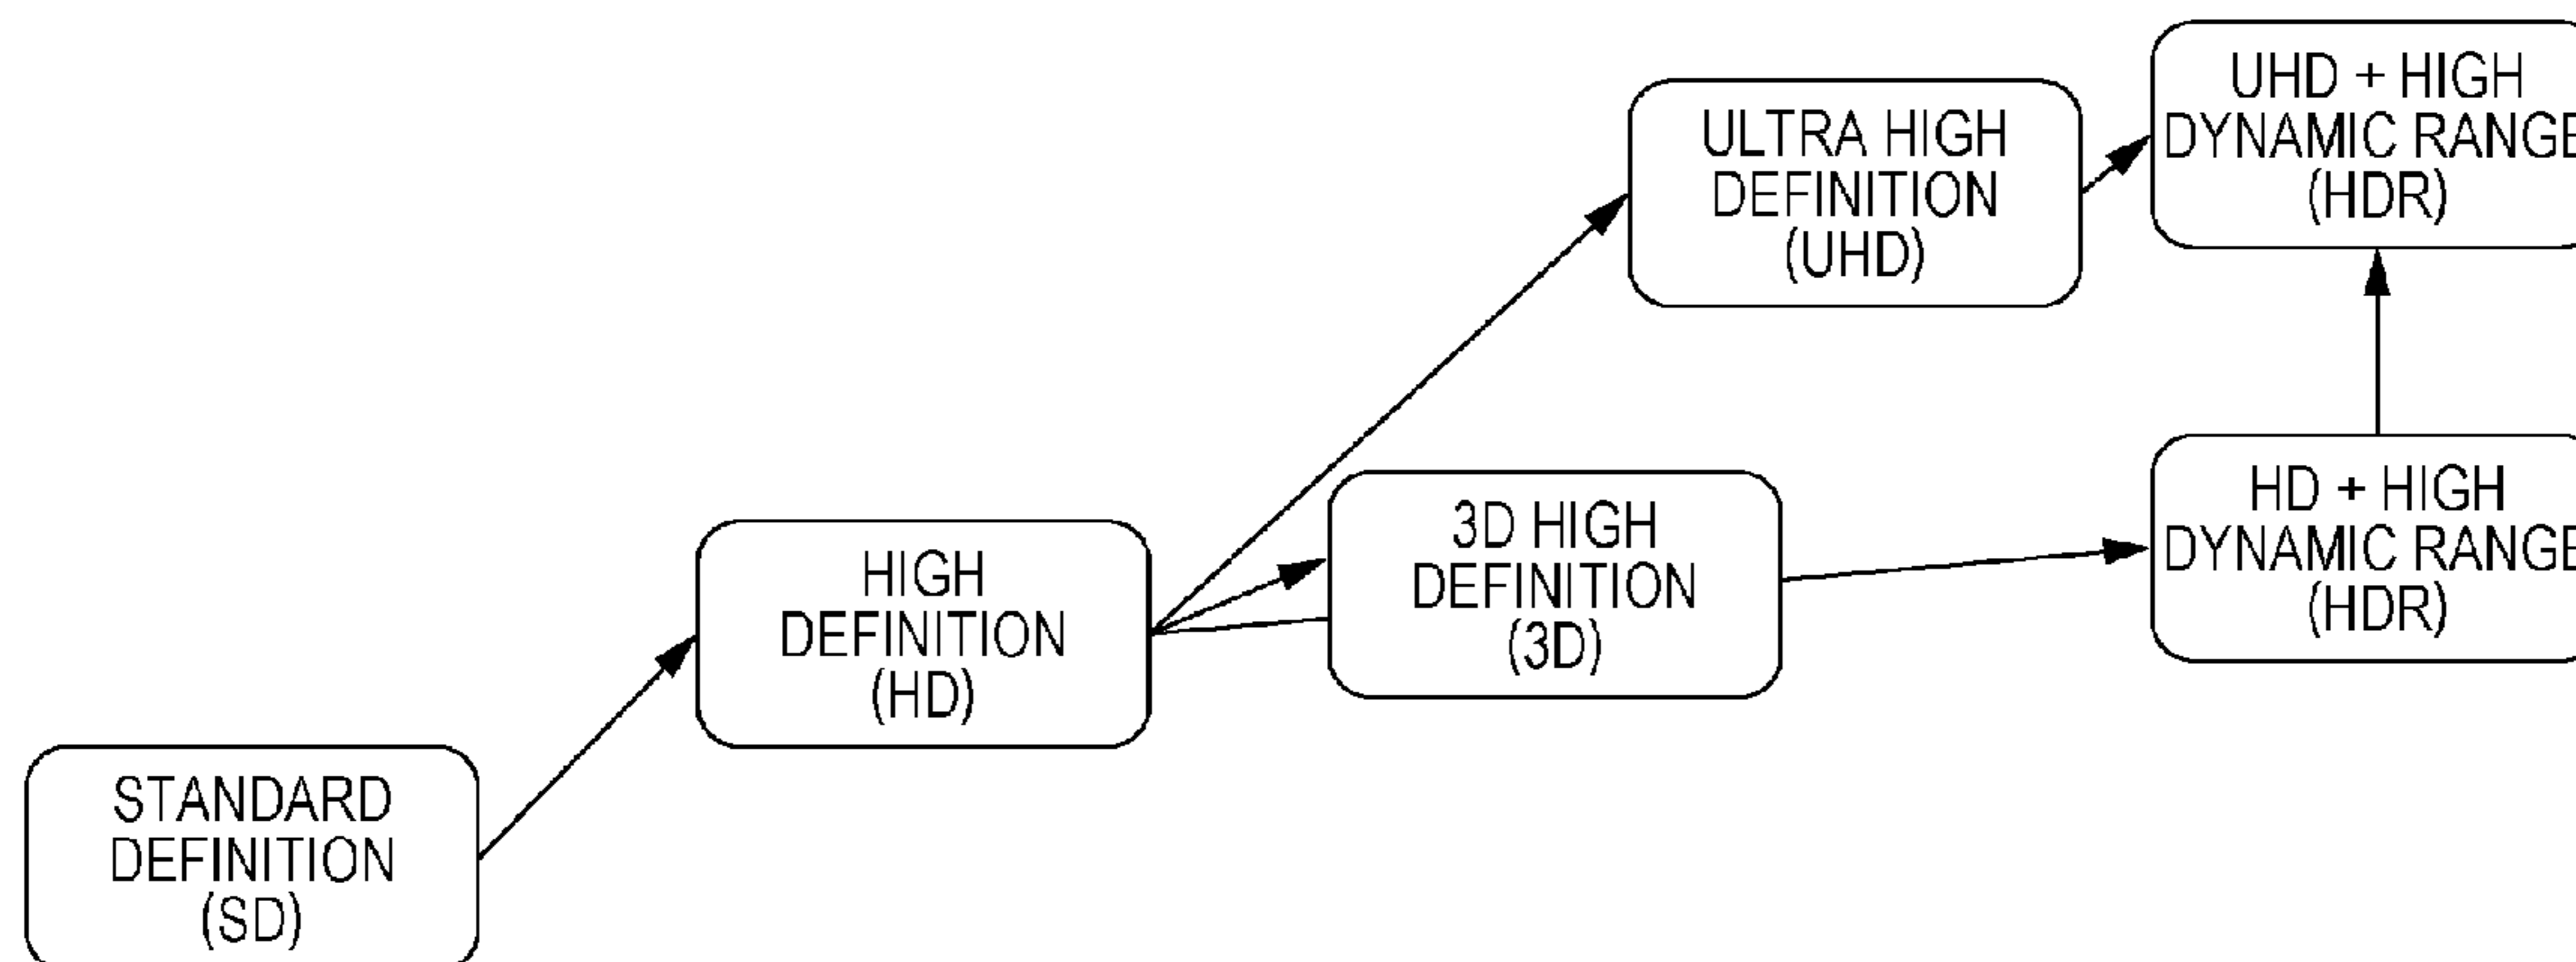 STANDARD
DEFINITION
(SD)
HIGH
DEFINITION
(HD)
3D HIGH
DEFINITION
(3D)
ULTRA HIGH
DEFINITION
(UHD)
UHD + HIGH
DYNAMIC RANGE
(HDR)
HD + HIGH
DYNAMIC RANGE
(HDR)